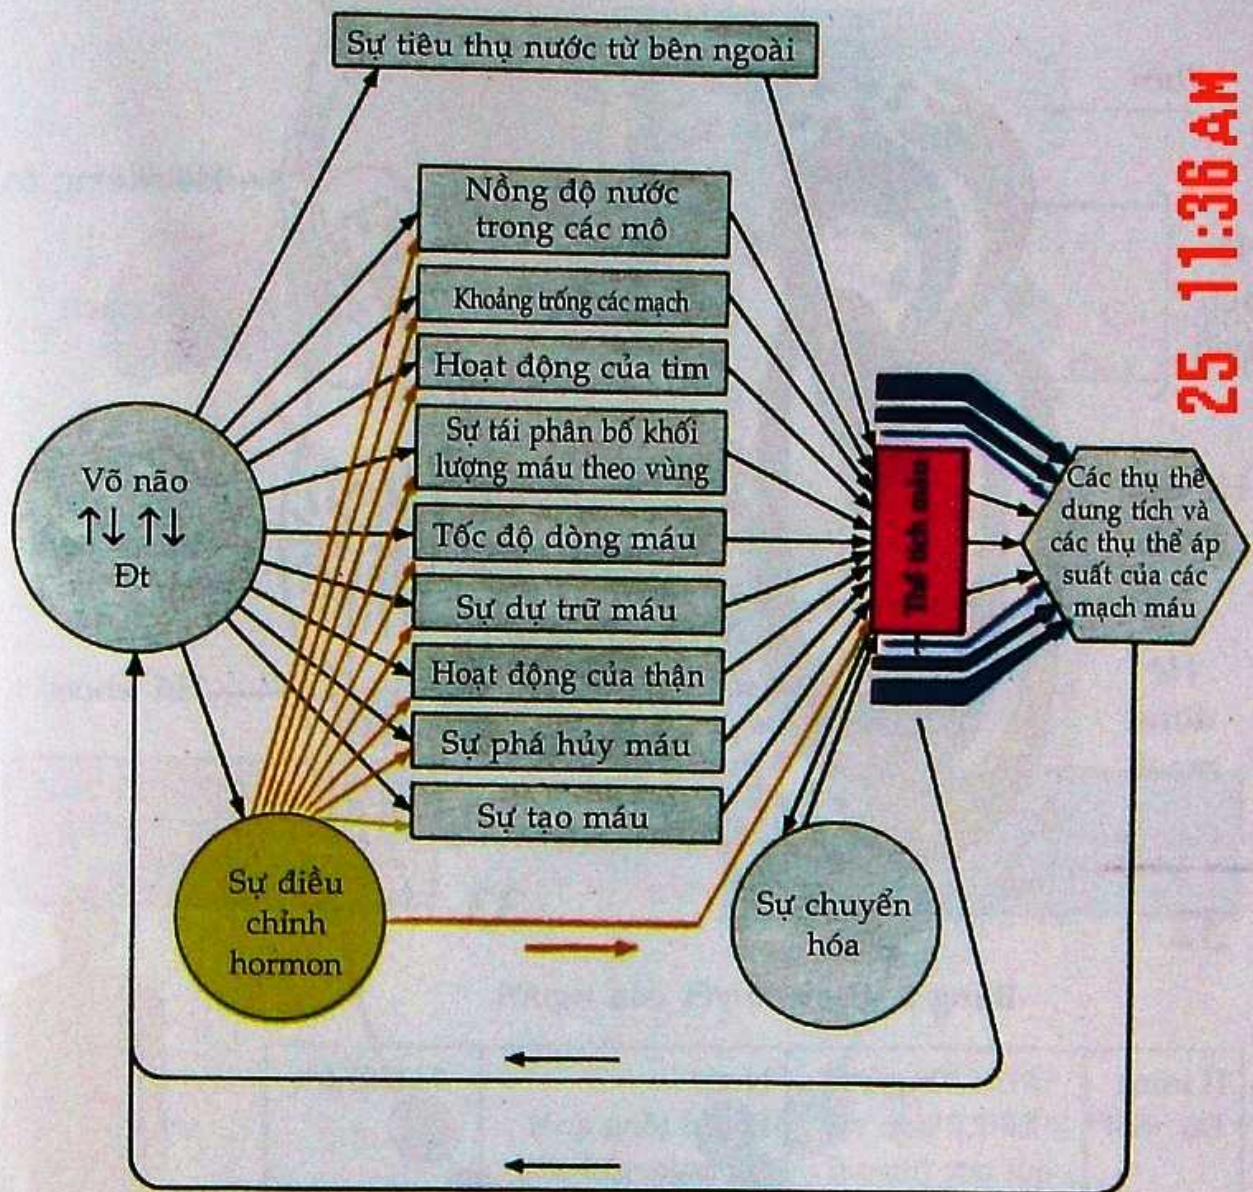 Sự tiêu thụ nước từ bên ngoài
Nồng độ nước
trong các mô
Khoảng trống các mạch
Hoạt động của tim
Sự tái phân bố khối
lượng máu theo vùng
Tốc độ dòng máu
Sự dự trữ máu
Hoạt động của thận
Sự phá hủy máu
Sự tạo máu
Võ não
↑↓ ↑↓
Đt
Sự điều
chỉnh
hormon
Thể tích máu
Sự chuyển
hóa
Các thụ thể
dung tích và
các thụ thể áp
suất của các
mạch máu
25 11:36 AM